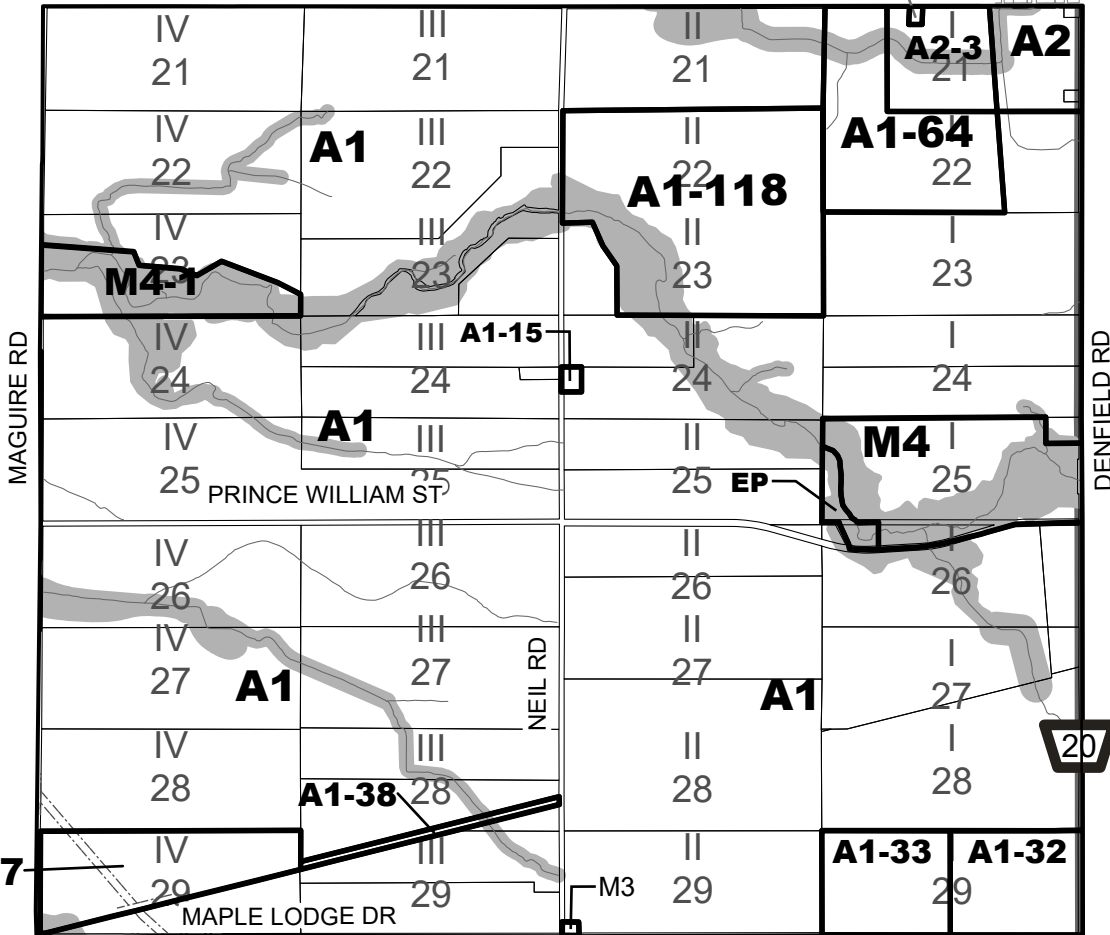 IV
21
III
21
II
21
I
21
A2-3
A2
IV
22
A1
III
22
II
22
A1-118
A1-64
I
22
IV
23
M4-1
III
23
II
23
I
23
MAGUIRE RD
IV
24
III
24
A1-15
II
24
I
24
DENFIELD RD
A1
IV
25
III
25
II
25
M4
I
25
EP
PRINCE WILLIAM ST
IV
26
III
26
II
26
I
26
IV
27
III
27
II
27
I
27
A1
NEIL RD
A1
20
IV
28
III
28
II
28
I
28
A1-38
7
IV
29
III
29
II
29
A1-33
A1-32
I
29
M3
MAPLE LODGE DR